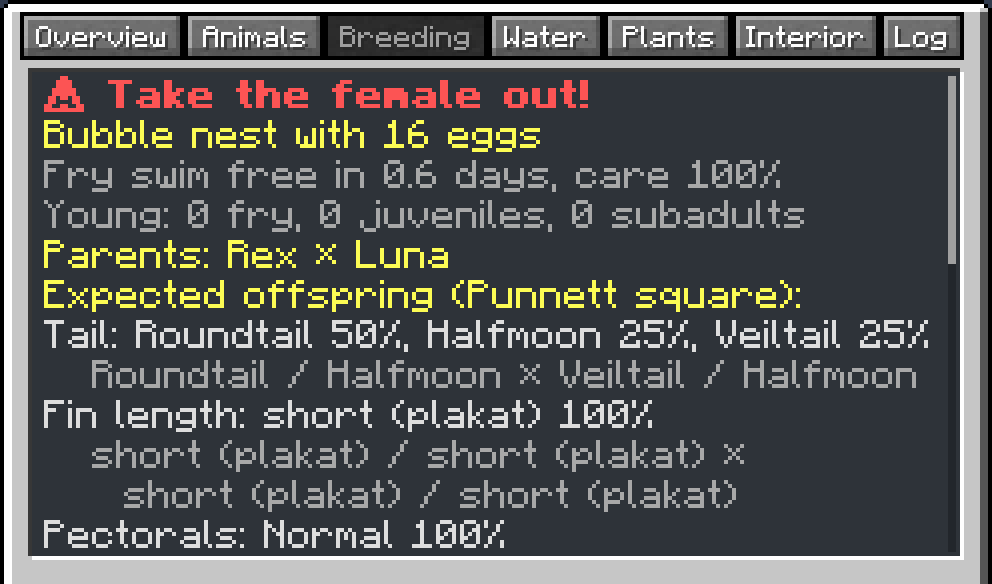 Overview Animals Breeding Water Plants Interior Log
⚠ Take the female out!
Bubble nest with 16 eggs
Fry swim free in 0.6 days, care 100%
Young: 0 fry, 0 juveniles, 0 subadults
Parents: Rex × Luna
Expected offspring (Punnett square):
Tail: Roundtail 50%, Halfmoon 25%, Veiltail 25%
Roundtail / Halfmoon × Veiltail / Halfmoon
Fin length: short (plakat) 100%
short (plakat) / short (plakat) ×
short (plakat) / short (plakat)
Pectorals: Normal 100%